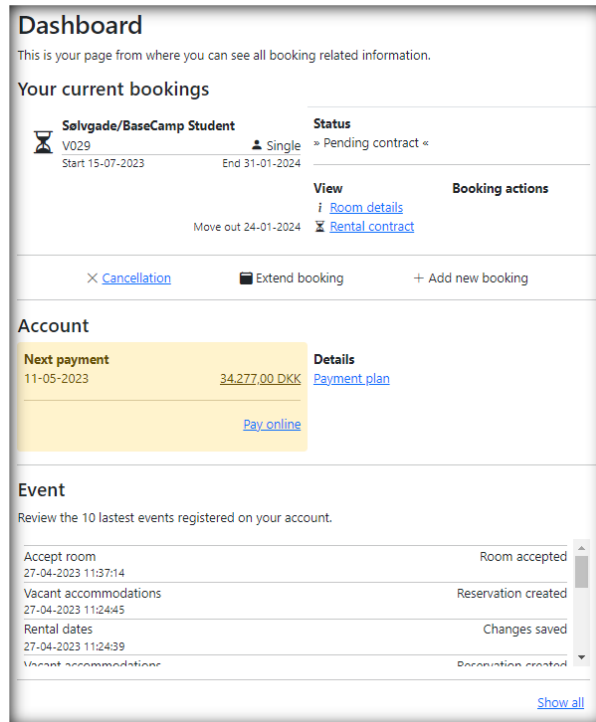 Dashboard
This is your page from where you can see all booking related information.
Your current bookings
Sølvgade/BaseCamp Student
V029 Single
Start 15-07-2023 End 31-01-2024
Move out 24-01-2024
Status
» Pending contract «
View Booking actions
i Room details
Rental contract
Cancellation Extend booking + Add new booking
Account
Next payment
11-05-2023 34.277,00 DKK
Pay online
Details
Payment plan
Event
Review the 10 lastest events registered on your account.
Accept room Room accepted
27-04-2023 11:37:14
Vacant accommodations Reservation created
27-04-2023 11:24:45
Rental dates Changes saved
27-04-2023 11:24:39
Vacant accommodations Reservation created
Show all